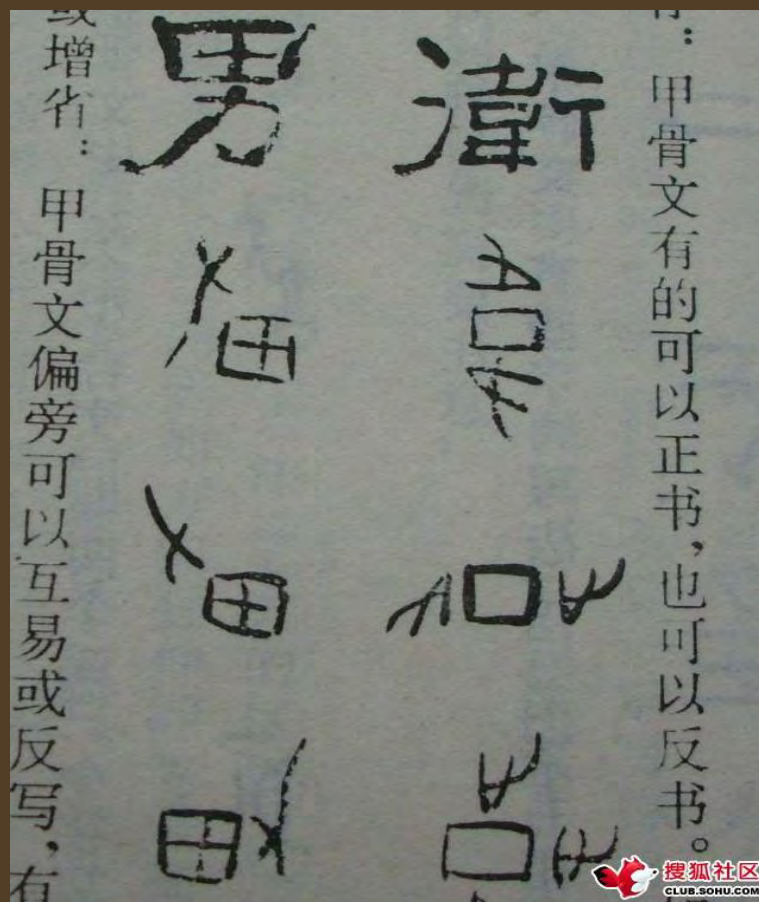 ：甲骨文有的可以正书，也可以反书。
衛
男
或增省：甲骨文偏旁可以互易或反写，有
搜狐社区
CLUB.SOHU.COM